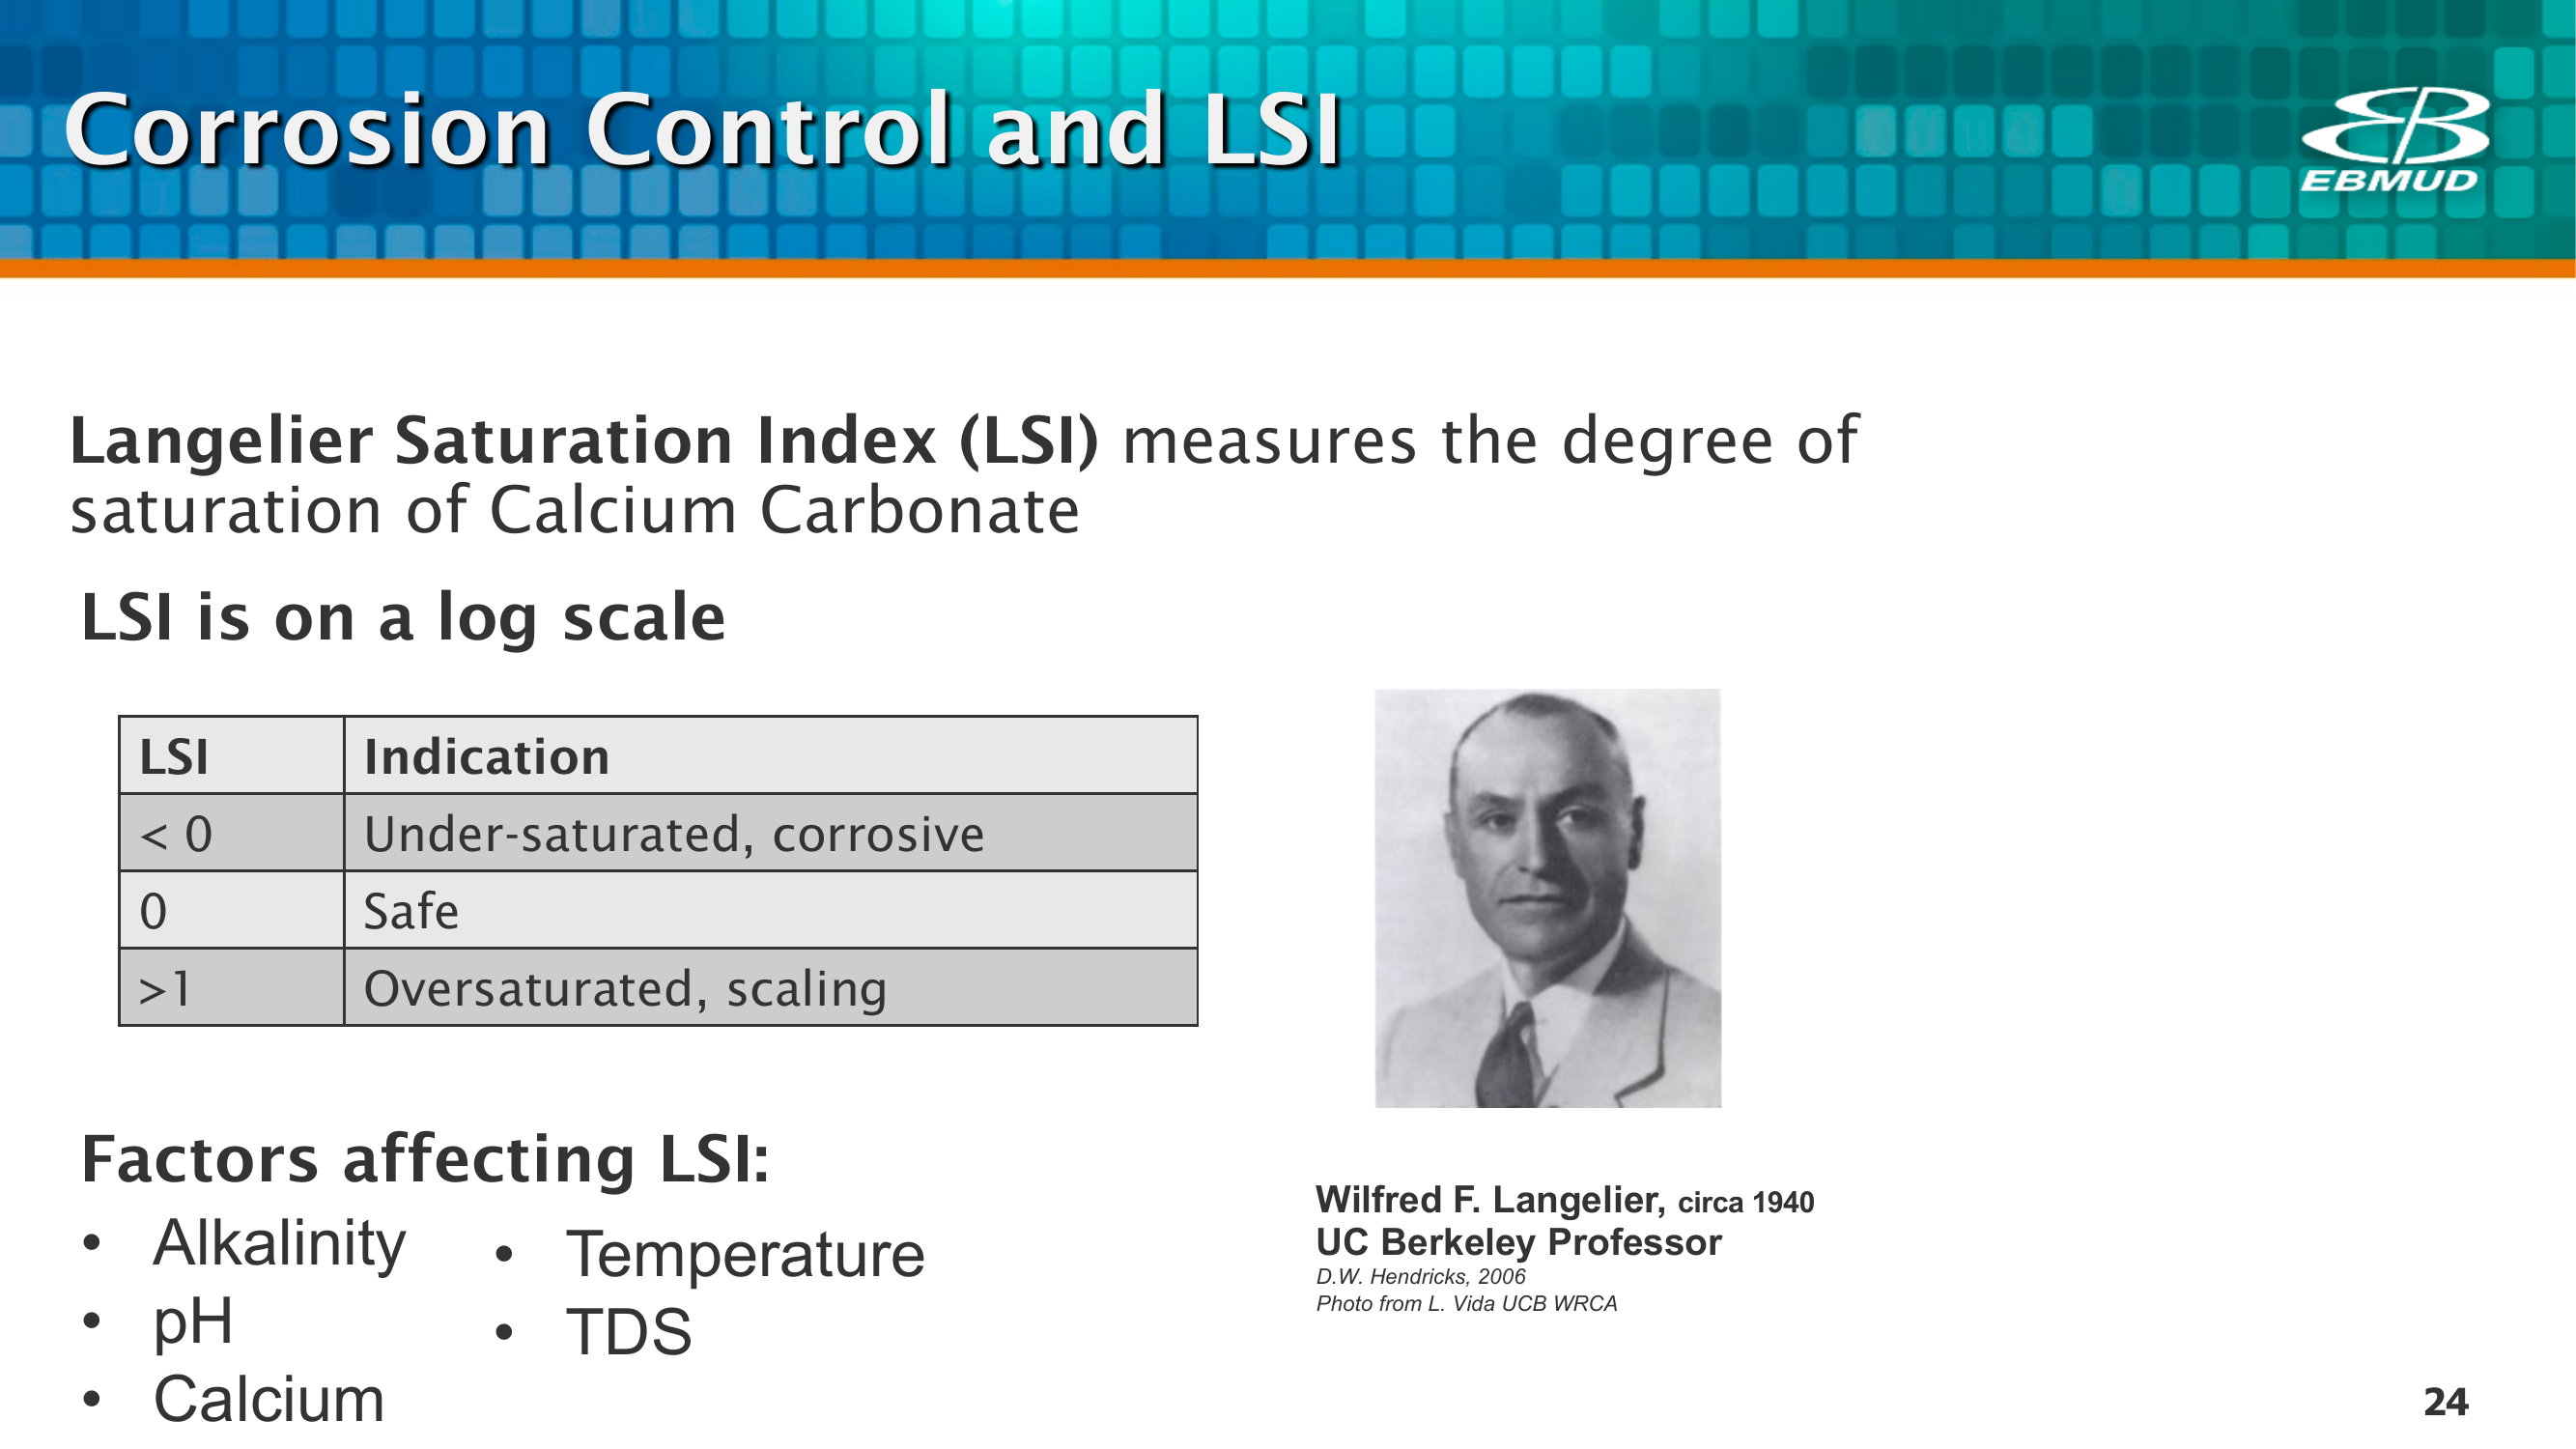 Corrosion Control and LSI
EBMUD
Langelier Saturation Index (LSI) measures the degree of
saturation of Calcium Carbonate
LSI is on a log scale
LSI Indication
< 0 Under-saturated, corrosive
0 Safe
>1 Oversaturated, scaling
Factors affecting LSI:
• Alkalinity
• pH
• Calcium
• Temperature
• TDS
Wilfred F. Langelier, circa 1940
UC Berkeley Professor
D.W. Hendricks, 2006
Photo from L. Vida UCB WRCA
24